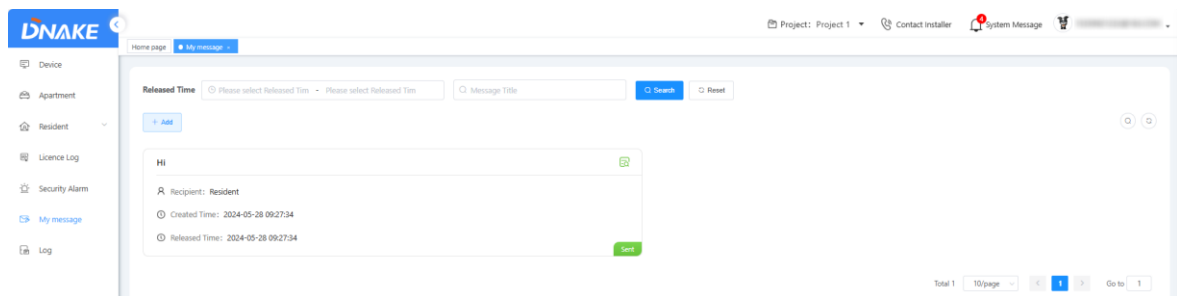 DNAKE
Project: Project 1
Contact Installer
4
System Message
Home page
My message ×
Device
Apartment
Resident
Licence Log
Security Alarm
My message
Log
Released Time
Please select Released Tim - Please select Released Tim
Message Title
Search
Reset
+ Add
Hi
Recipient: Resident
Created Time: 2024-05-28 09:27:34
Released Time: 2024-05-28 09:27:34
Sent
Total 1
10/page
< 1 >
Go to 1